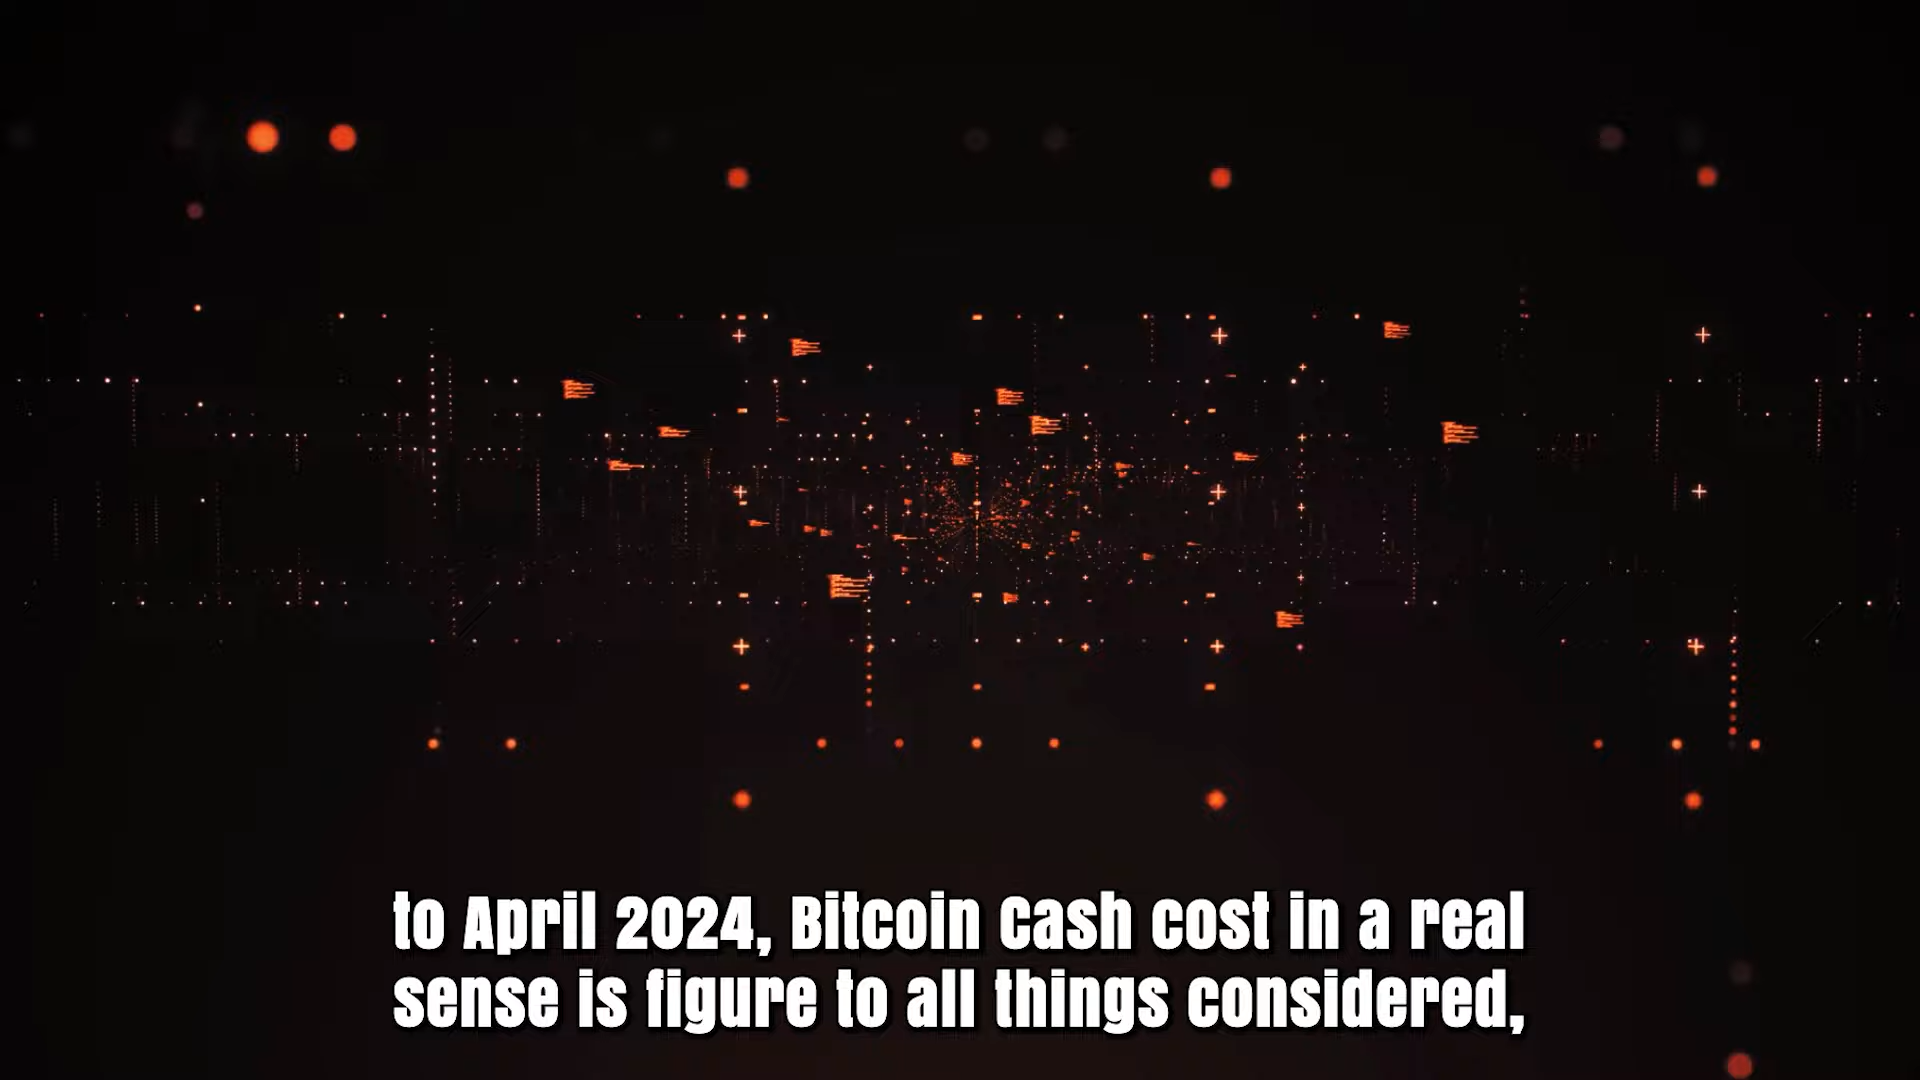 to April 2024, Bitcoin Cash cost in a real
sense is figure to all things considered,